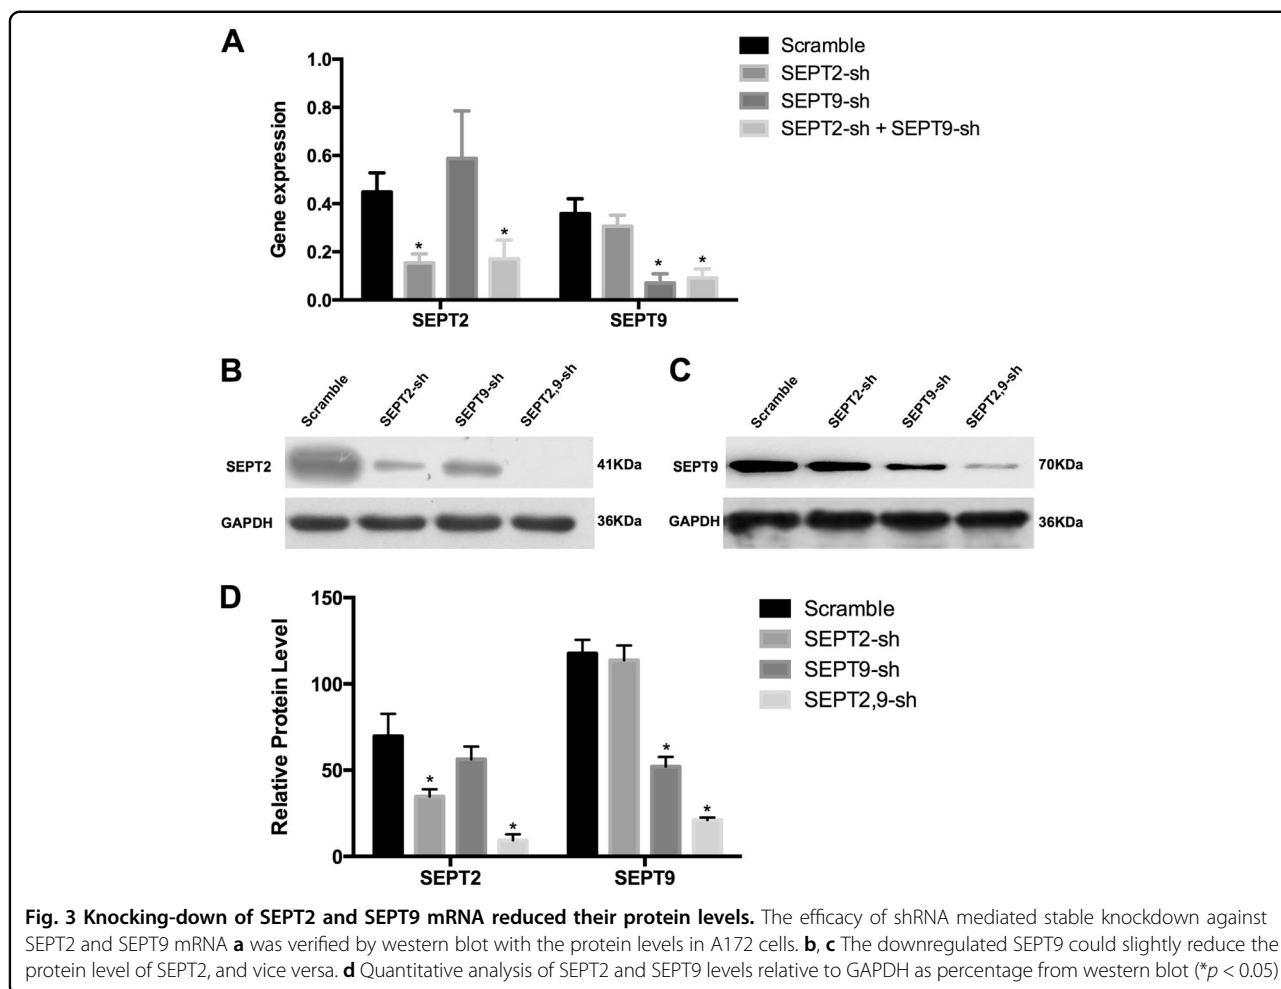 A
Scramble
SEPT2-sh
SEPT9-sh
SEPT2-sh + SEPT9-sh
Gene expression
1.0
0.8
0.6
0.4
0.2
0.0
* * * *
SEPT2 SEPT9
B
Scramble SEPT2-sh SEPT9-sh SEPT2,9-sh
SEPT2 41KDa
GAPDH 36KDa
C
Scramble SEPT2-sh SEPT9-sh SEPT2,9-sh
SEPT9 70KDa
GAPDH 36KDa
D
Scramble
SEPT2-sh
SEPT9-sh
SEPT2,9-sh
Relative Protein Level
150
100
50
0
* * * *
SEPT2 SEPT9
Fig. 3 Knocking-down of SEPT2 and SEPT9 mRNA reduced their protein levels. The efficacy of shRNA mediated stable knockdown against
SEPT2 and SEPT9 mRNA a was verified by western blot with the protein levels in A172 cells. b, c The downregulated SEPT9 could slightly reduce the
protein level of SEPT2, and vice versa. d Quantitative analysis of SEPT2 and SEPT9 levels relative to GAPDH as percentage from western blot (*p < 0.05)